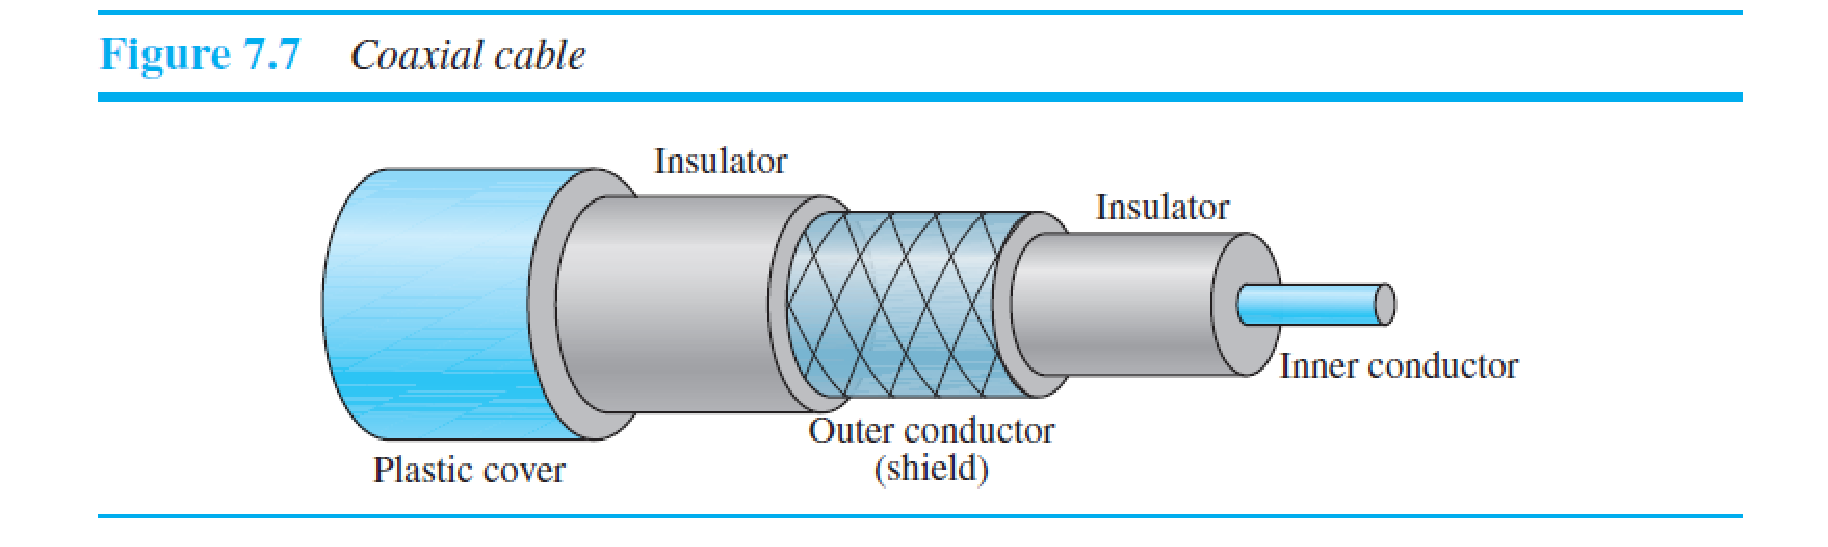 Figure 7.7 Coaxial cable
Insulator
Insulator
Inner conductor
Outer conductor
(shield)
Plastic cover